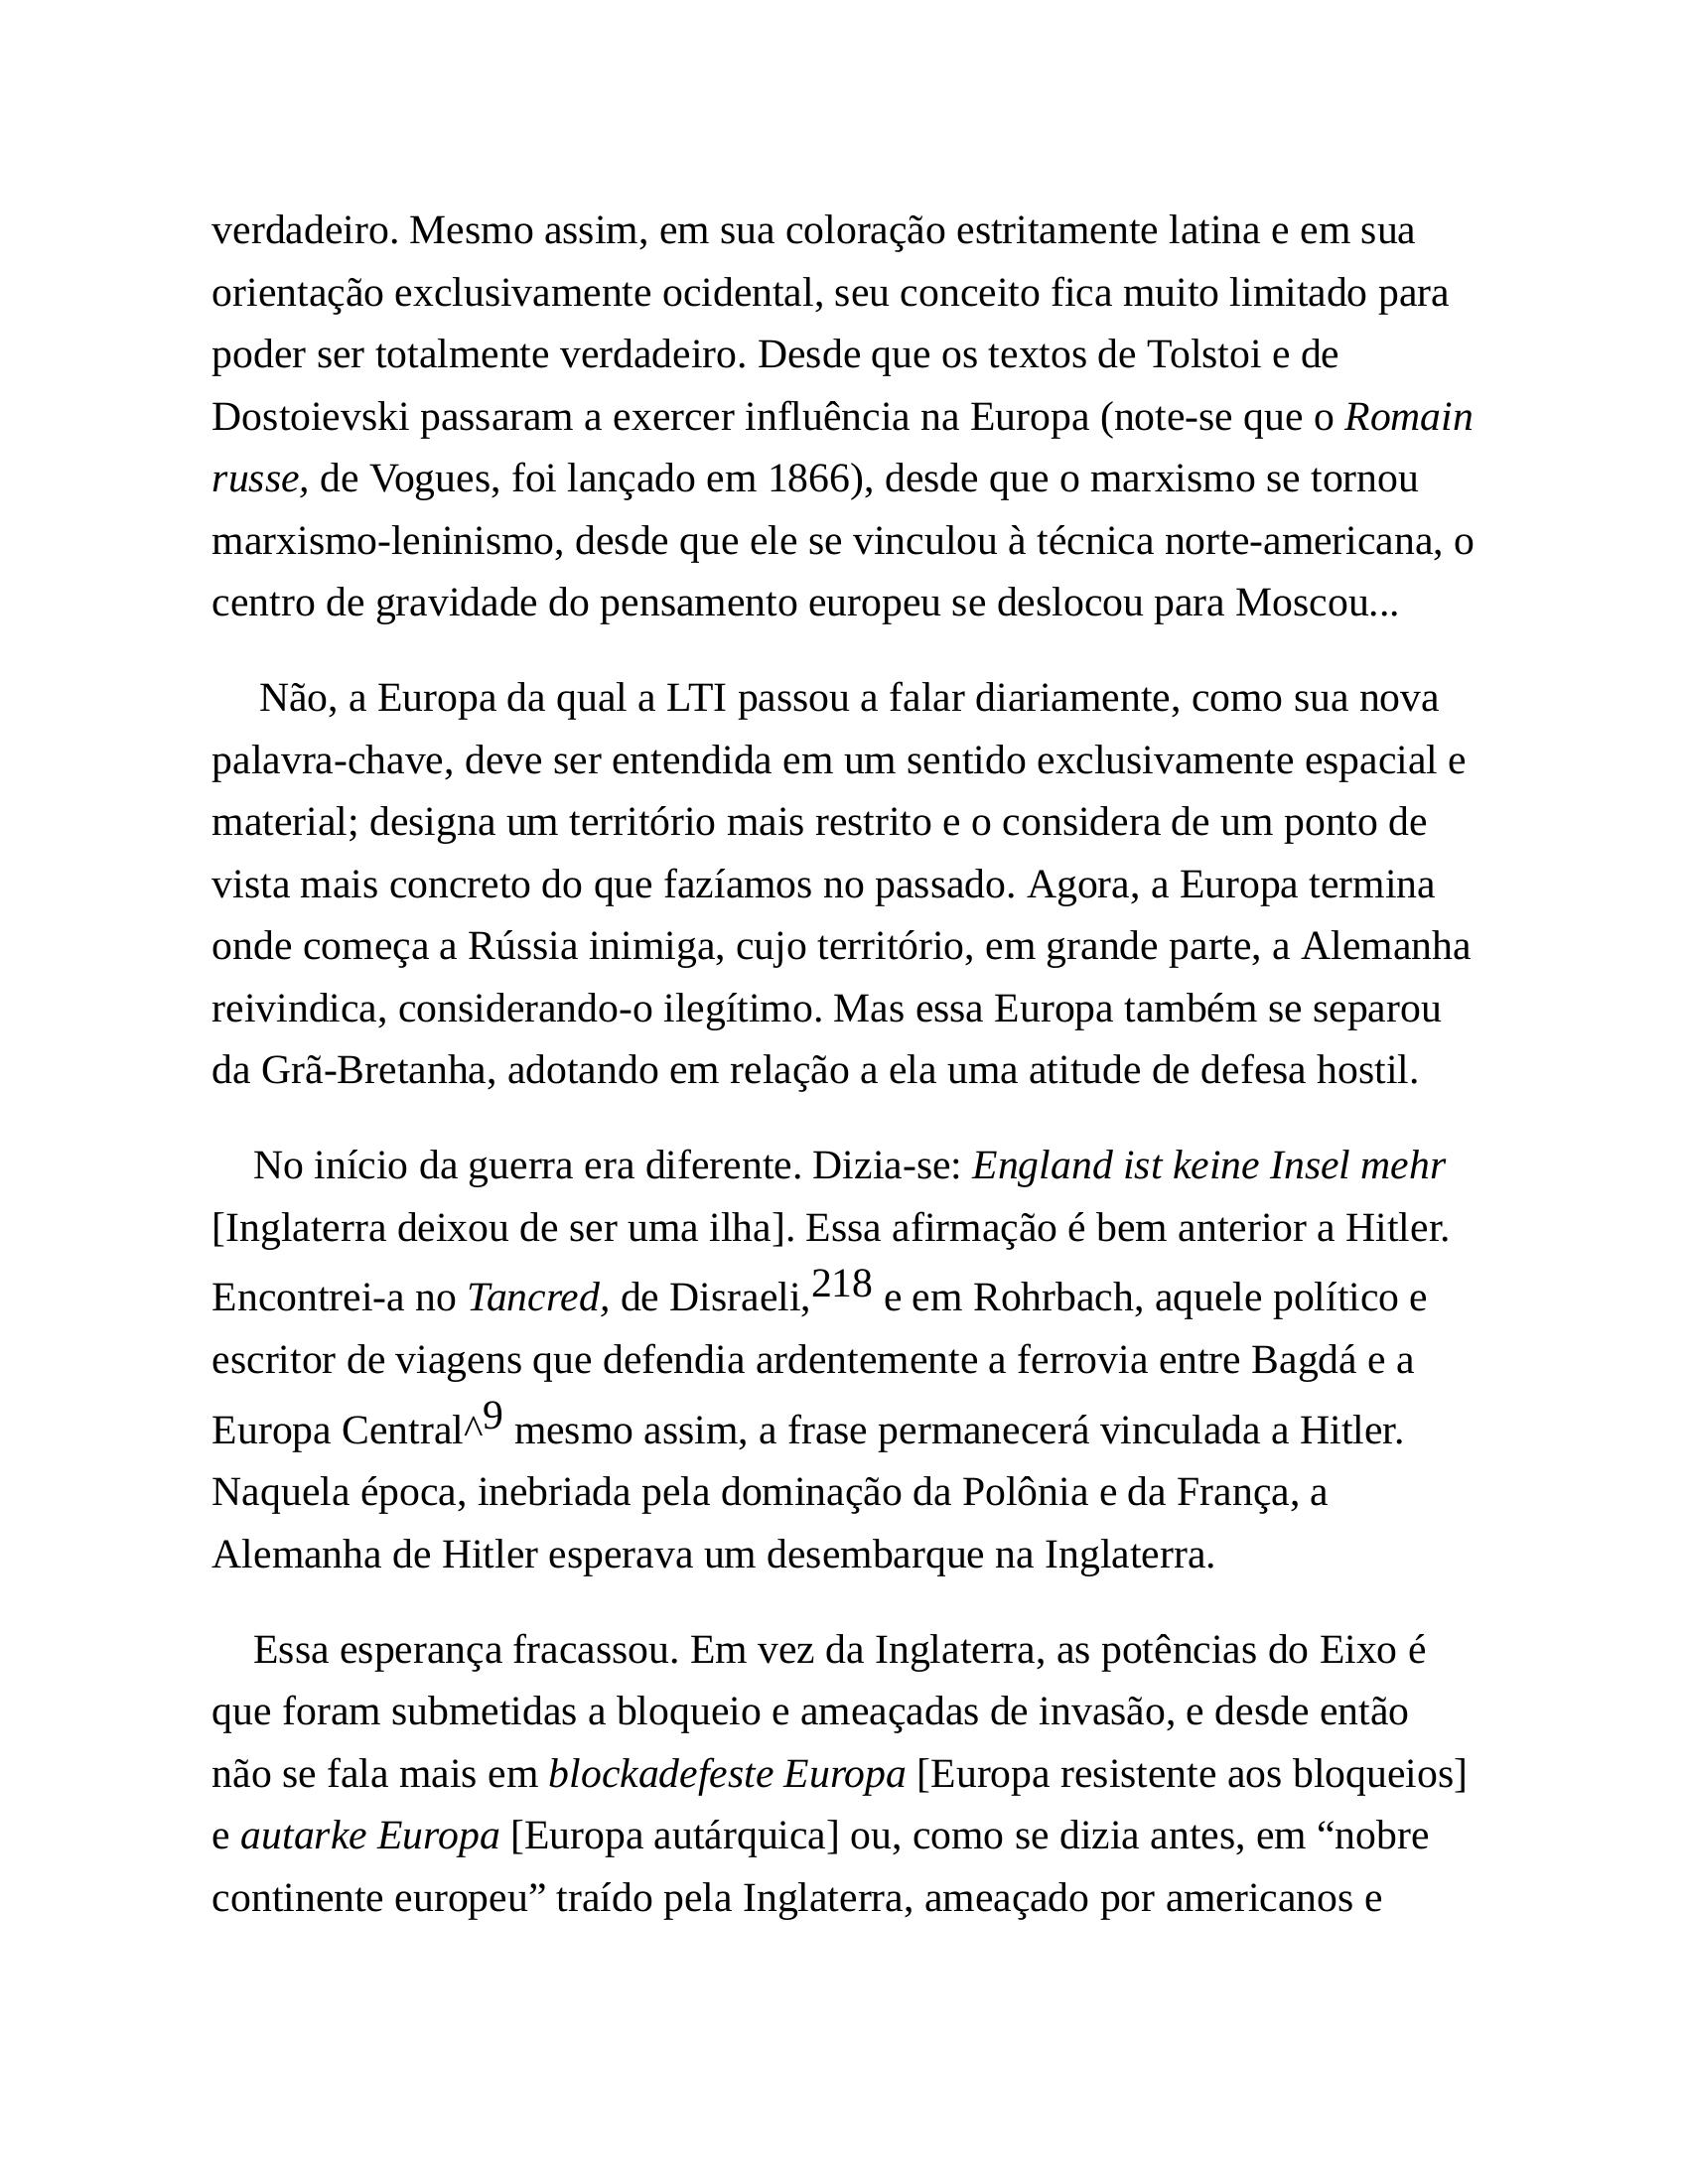 verdadeiro. Mesmo assim, em sua coloração estritamente latina e em sua
orientação exclusivamente ocidental, seu conceito fica muito limitado para
poder ser totalmente verdadeiro. Desde que os textos de Tolstoi e de
Dostoievski passaram a exercer influência na Europa (note-se que o Romain
russe, de Vogues, foi lançado em 1866), desde que o marxismo se tornou
marxismo-leninismo, desde que ele se vinculou à técnica norte-americana, o
centro de gravidade do pensamento europeu se deslocou para Moscou...
Não, a Europa da qual a LTI passou a falar diariamente, como sua nova
palavra-chave, deve ser entendida em um sentido exclusivamente espacial e
material; designa um território mais restrito e o considera de um ponto de
vista mais concreto do que fazíamos no passado. Agora, a Europa termina
onde começa a Rússia inimiga, cujo território, em grande parte, a Alemanha
reivindica, considerando-o ilegítimo. Mas essa Europa também se separou
da Grã-Bretanha, adotando em relação a ela uma atitude de defesa hostil.
No início da guerra era diferente. Dizia-se: England ist keine Insel mehr
[Inglaterra deixou de ser uma ilha]. Essa afirmação é bem anterior a Hitler.
Encontrei-a no Tancred, de Disraeli,218 e em Rohrbach, aquele político e
escritor de viagens que defendia ardentemente a ferrovia entre Bagdá e a
Europa Central^9 mesmo assim, a frase permanecerá vinculada a Hitler.
Naquela época, inebriada pela dominação da Polônia e da França, a
Alemanha de Hitler esperava um desembarque na Inglaterra.
Essa esperança fracassou. Em vez da Inglaterra, as potências do Eixo é
que foram submetidas a bloqueio e ameaçadas de invasão, e desde então
não se fala mais em blockadefeste Europa [Europa resistente aos bloqueios]
e autarke Europa [Europa autárquica] ou, como se dizia antes, em “nobre
continente europeu” traído pela Inglaterra, ameaçado por americanos e